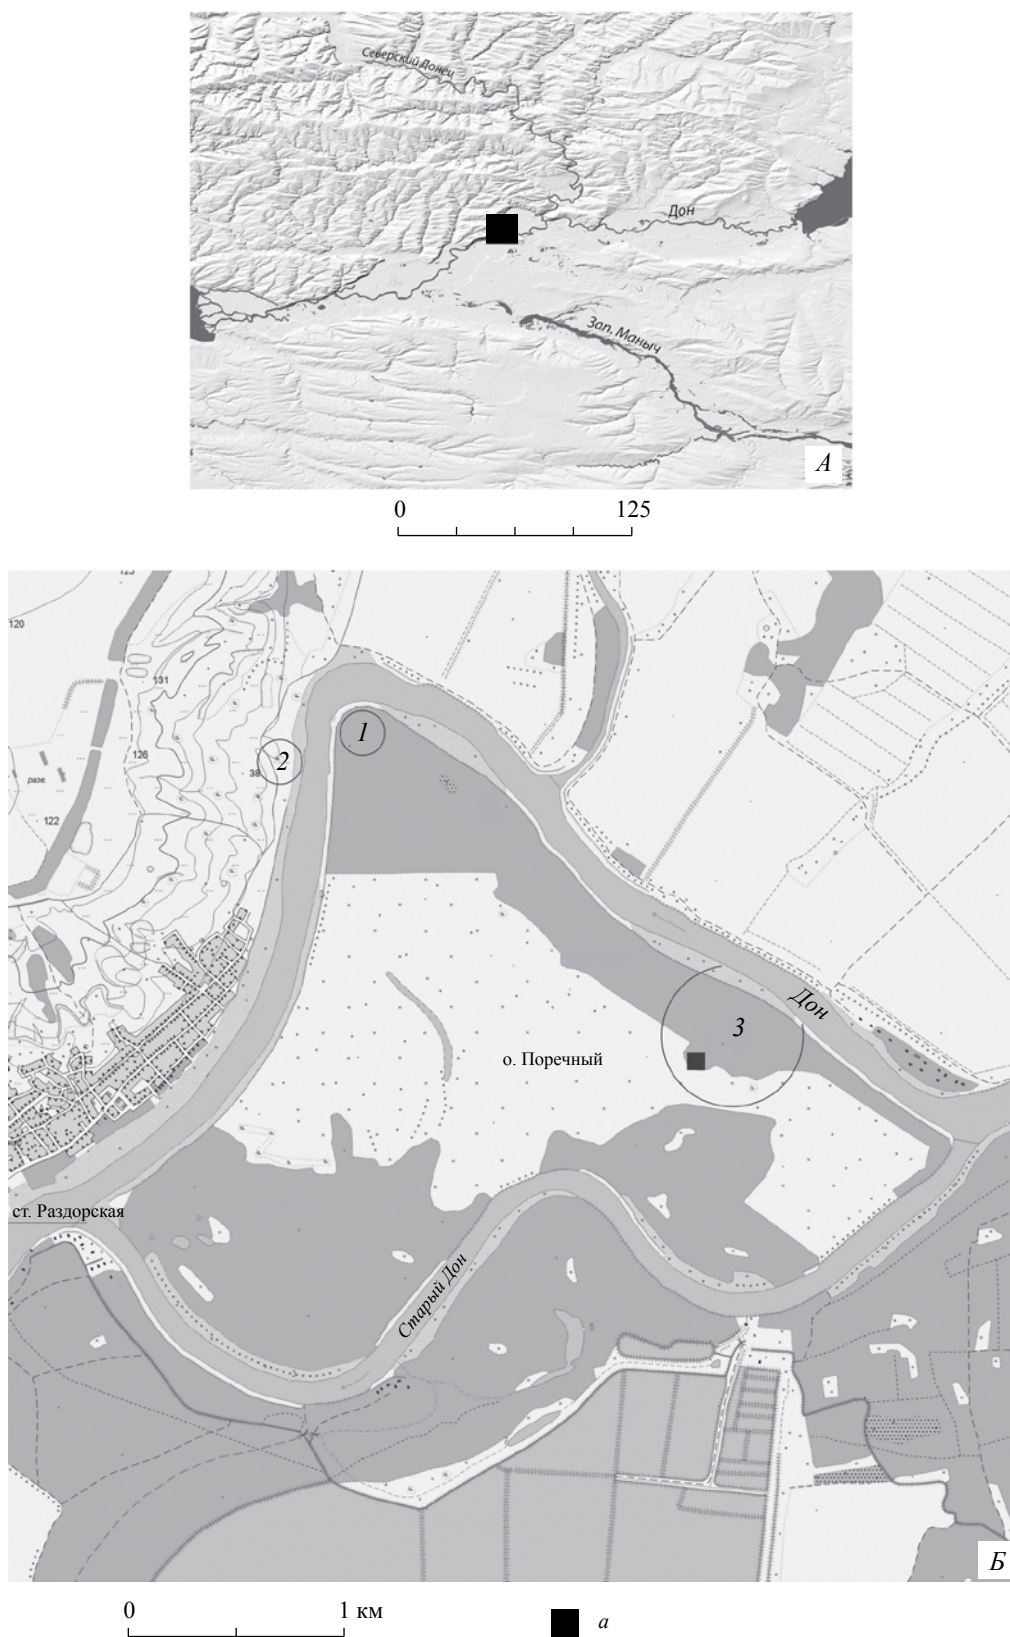 Северский Донец
Дон
Зап. Маныч
А
0 125
123
120
131
126
38
разв.
122
1
2
3
Дон
о. Поречный
ст. Раздорская
Старый Дон
5
Б
0 1 км
а